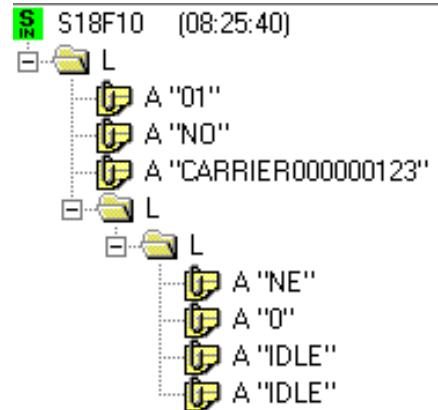 S IN S18F10 (08:25:40)
L
A "01"
A "NO"
A "CARRIER000000123"
L
L
A "NE"
A "0"
A "IDLE"
A "IDLE"